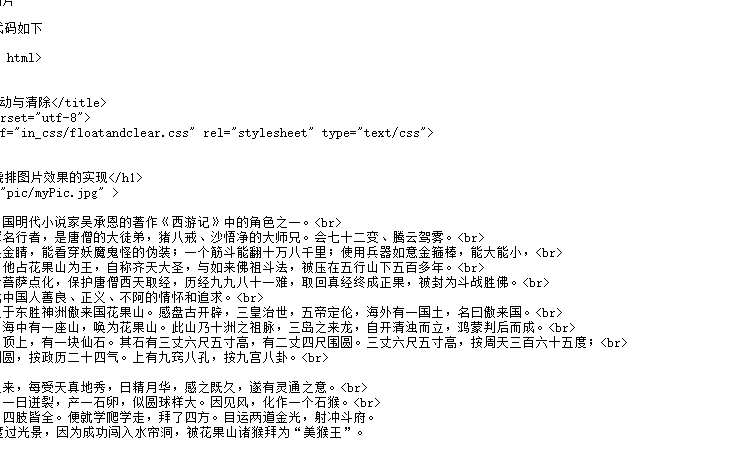 图片
代码如下
html>
动与清除</title>
rset="utf-8">
f="in_css/floatandclear.css" rel="stylesheet" type="text/css">
绕排图片效果的实现</h1>
"pic/myPic.jpg" >
国明代小说家吴承恩的著作《西游记》中的角色之一。<br>
名行者，是唐僧的大徒弟，猪八戒、沙悟净的大师兄。会七十二变、腾云驾雾。<br>
金睛，能看穿妖魔鬼怪的伪装；一个筋斗能翻十万八千里；使用兵器如意金箍棒，能大能小，<br>
他占花果山为王，自称齐天大圣，与如来佛祖斗法，被压在五行山下五百多年。<br>
菩萨点化，保护唐僧西天取经，历经九九八十一难，取回真经终成正果，被封为斗战胜佛。<br>
中国人善良、正义、不阿的情怀和追求。<br>
于东胜神洲傲来国花果山。感盘古开辟，三皇治世，五帝定伦，海外有一国土，名曰傲来国。<br>
海中有一座山，唤为花果山。此山乃十洲之祖脉，三岛之来龙，自开清浊而立，鸿蒙判后而成。<br>
顶上，有一块仙石。其石有三丈六尺五寸高，有二丈四尺围圆。三丈六尺五寸高，按周天三百六十五度；<br>
圆，按政历二十四气。上有九窍八孔，按九宫八卦。<br>
来，每受天真地秀，日精月华，感之既久，遂有灵通之意。<br>
一日迸裂，产一石卵，似圆球样大。因见风，化作一个石猴。<br>
四肢皆全。便就学爬学走，拜了四方。目运两道金光，射冲斗府。
度过光景，因为成功闯入水帘洞，被花果山诸猴拜为“美猴王”。